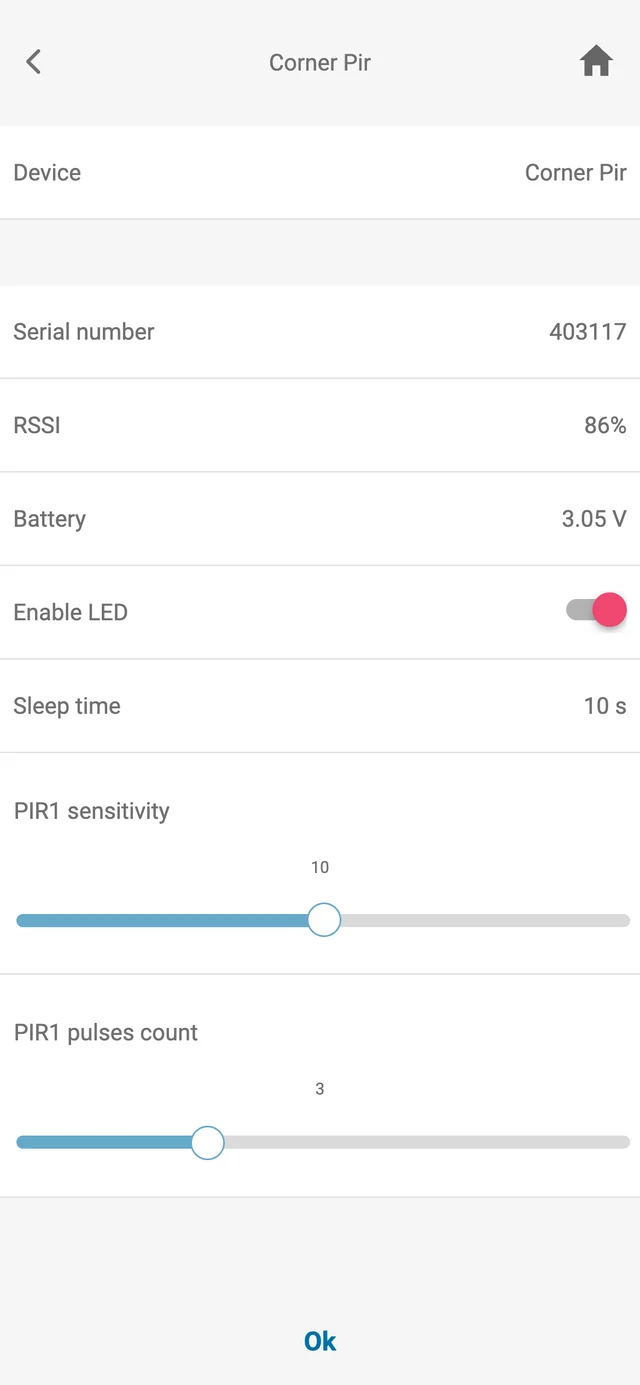 Corner Pir
Device Corner Pir
Serial number 403117
RSSI 86%
Battery 3.05 V
Enable LED
Sleep time 10 s
PIR1 sensitivity
10
PIR1 pulses count
3
Ok